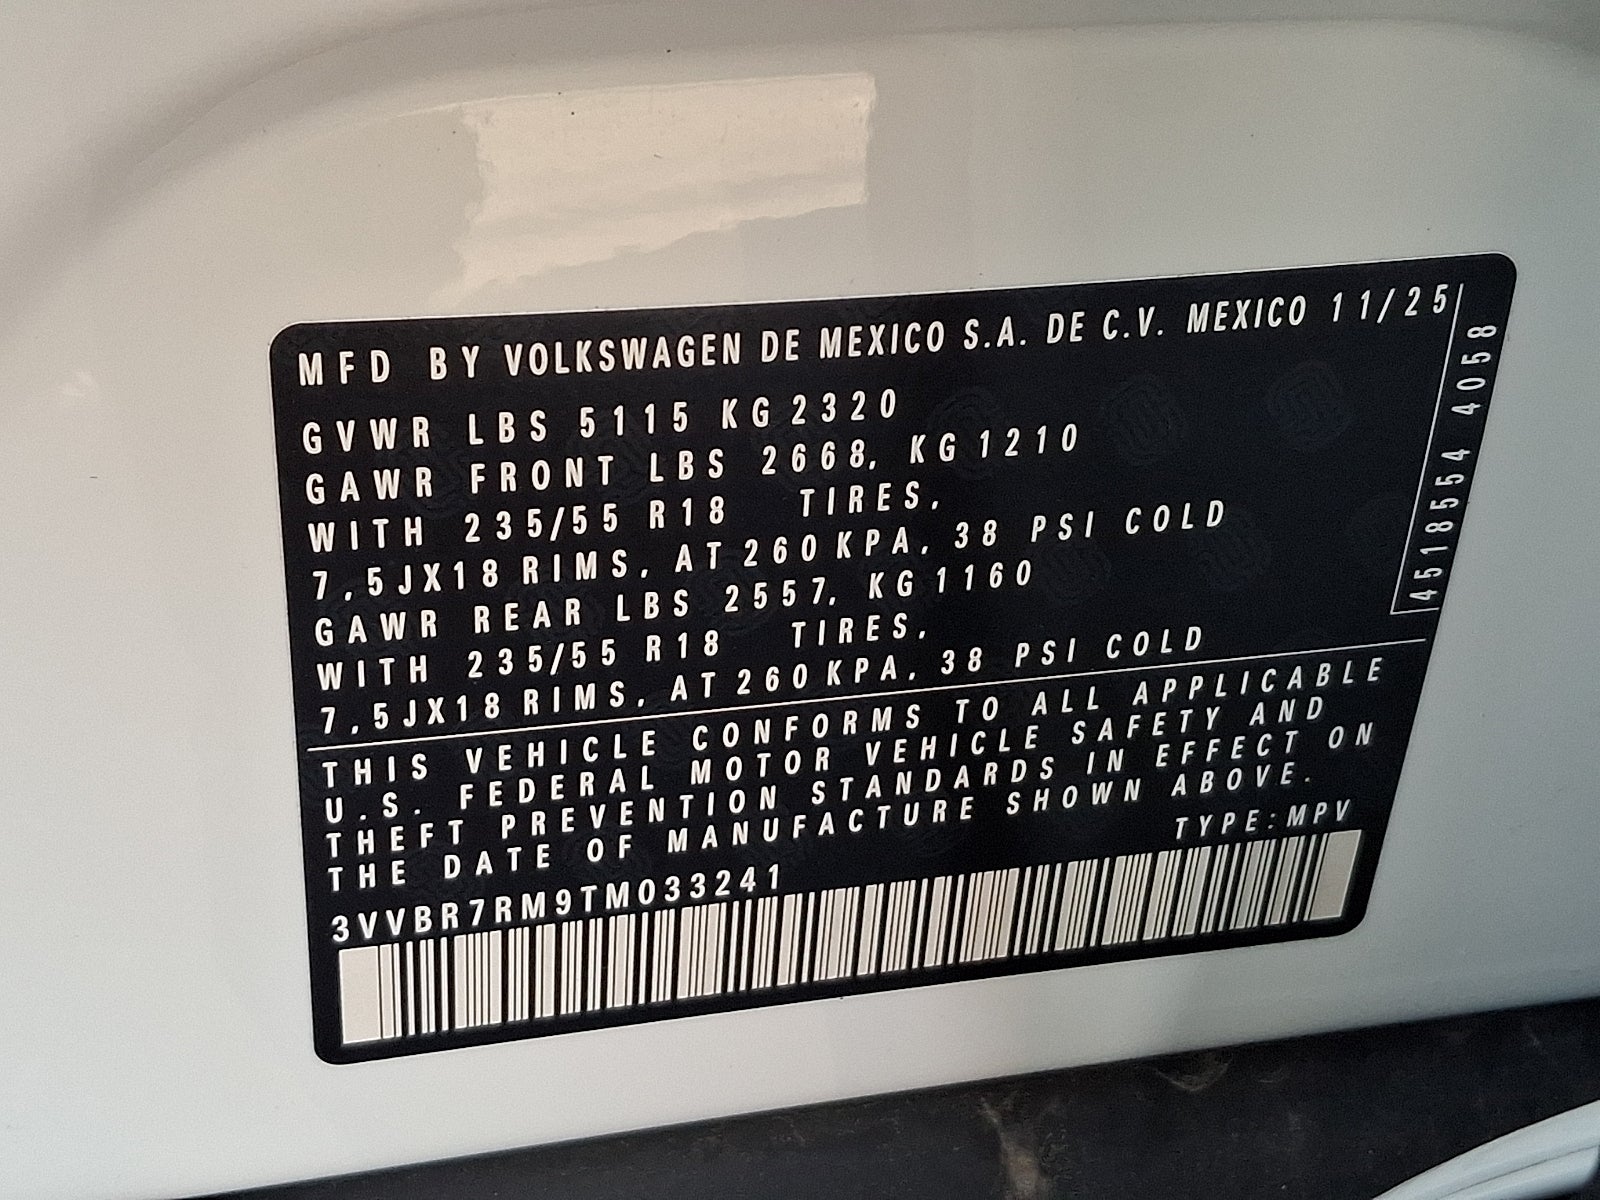 MFD BY VOLKSWAGEN DE MEXICO S.A. DE C.V. MEXICO 11/25
GVWR LBS 5115 KG 2320
GAWR FRONT LBS 2668, KG 1210
WITH 235/55 R18 TIRES,
7,5JX18 RIMS, AT 260 KPA, 38 PSI COLD
GAWR REAR LBS 2557, KG 1160
WITH 235/55 R18 TIRES,
7,5JX18 RIMS, AT 260 KPA, 38 PSI COLD
4518554 4058
THIS VEHICLE CONFORMS TO ALL APPLICABLE
U.S. FEDERAL MOTOR VEHICLE SAFETY AND
THEFT PREVENTION STANDARDS IN EFFECT ON
THE DATE OF MANUFACTURE SHOWN ABOVE.
TYPE: MPV
3VVBR7RM9TM033241